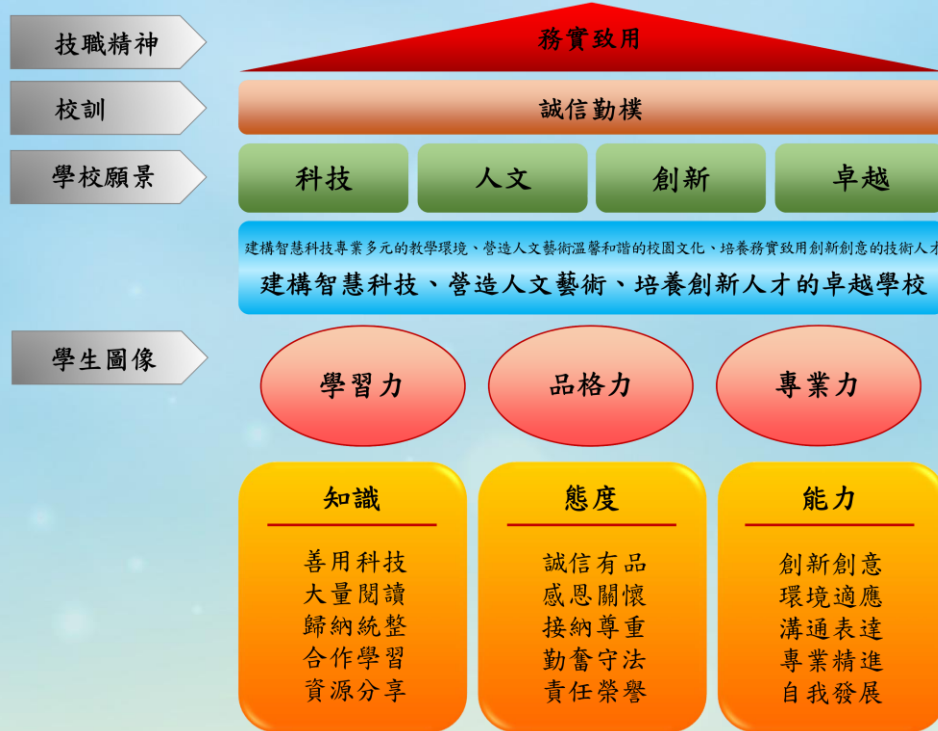 技職精神
務實致用
校訓
誠信勤樸
學校願景
科技
人文
創新
卓越
建構智慧科技專業多元的教學環境、營造人文藝術溫馨和諧的校園文化、培養務實致用創新創意的技術人才
建構智慧科技、營造人文藝術、培養創新人才的卓越學校
學生圖像
學習力
品格力
專業力
知識
善用科技
大量閱讀
歸納統整
合作學習
資源分享
態度
誠信有品
感恩關懷
接納尊重
勤奮守法
責任榮譽
能力
創新創意
環境適應
溝通表達
專業精進
自我發展